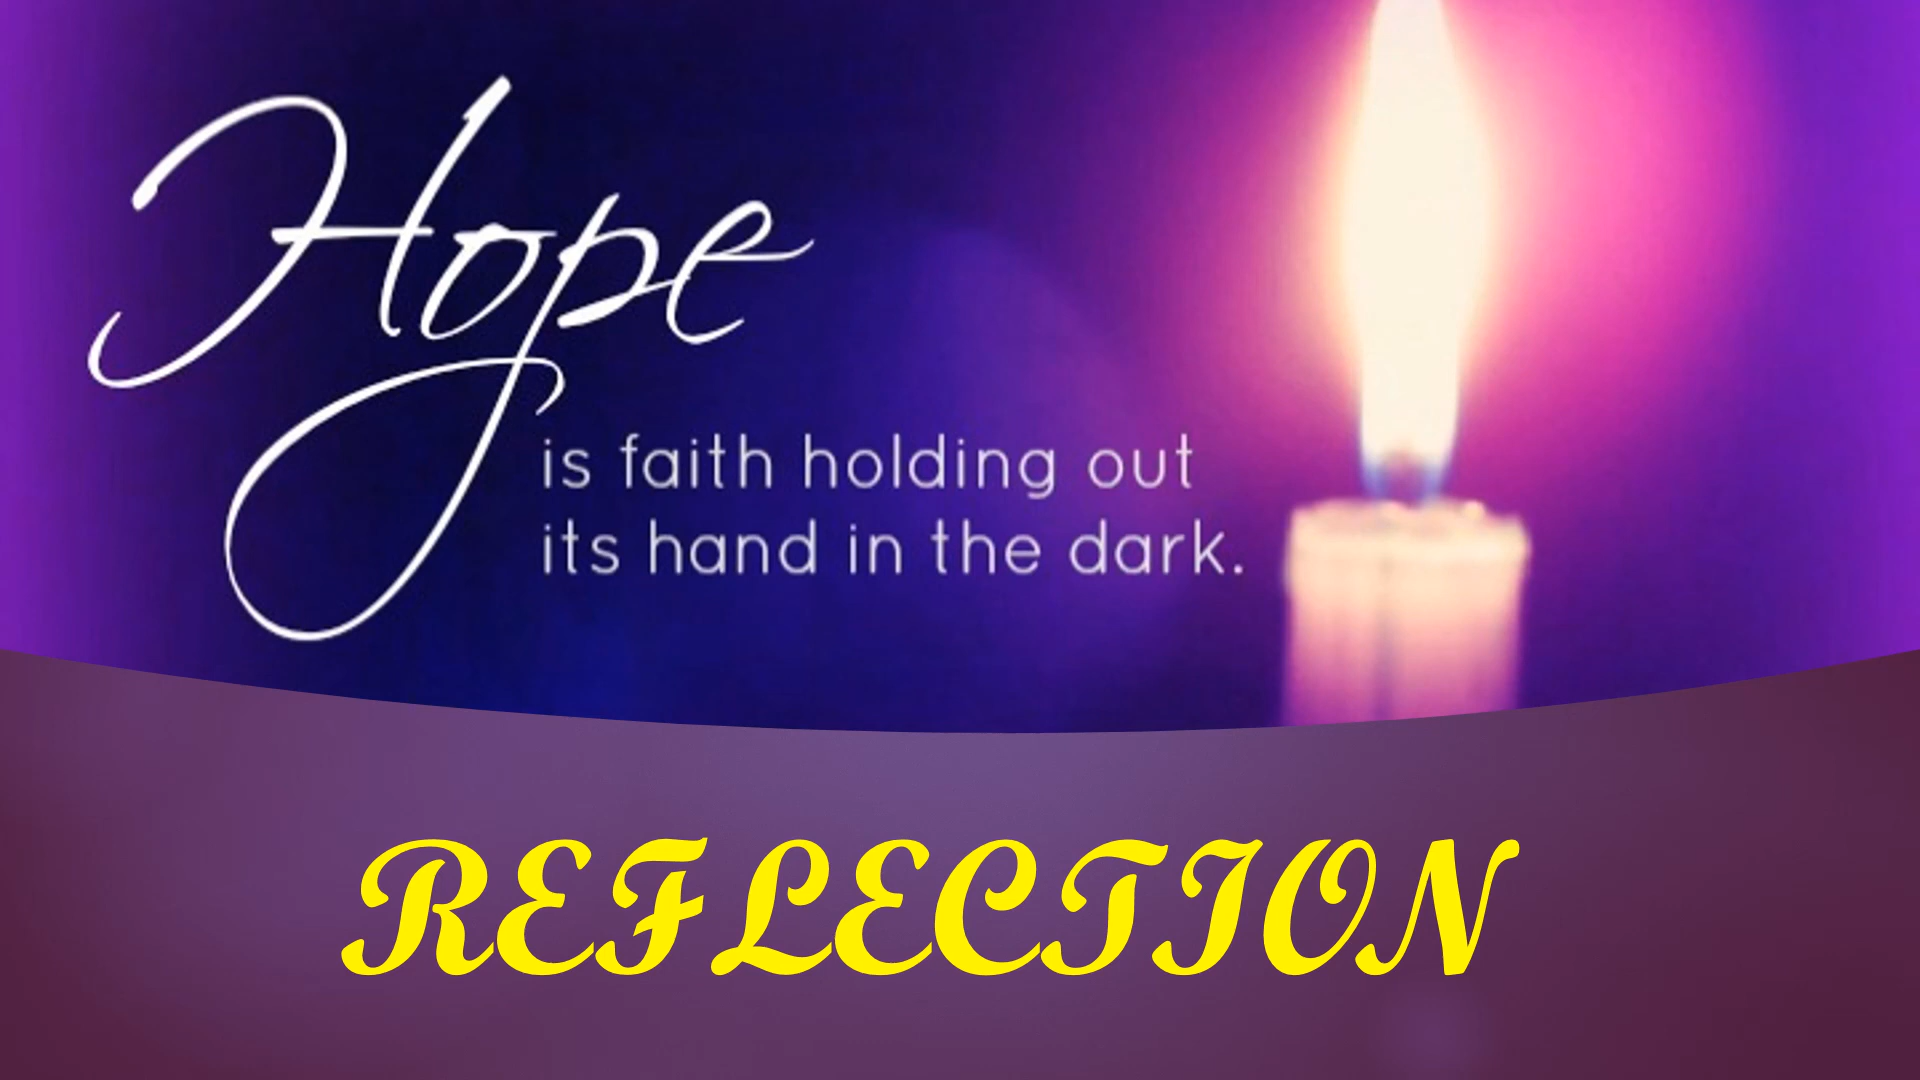 Hope
is faith holding out
its hand in the dark.
REFLECTION